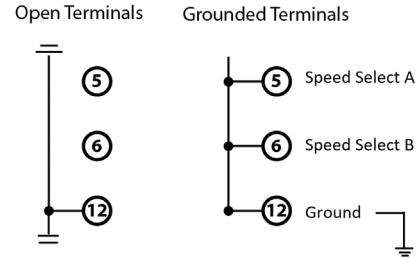 Open Terminals
Grounded Terminals
5
5 Speed Select A
6
6 Speed Select B
12
12 Ground